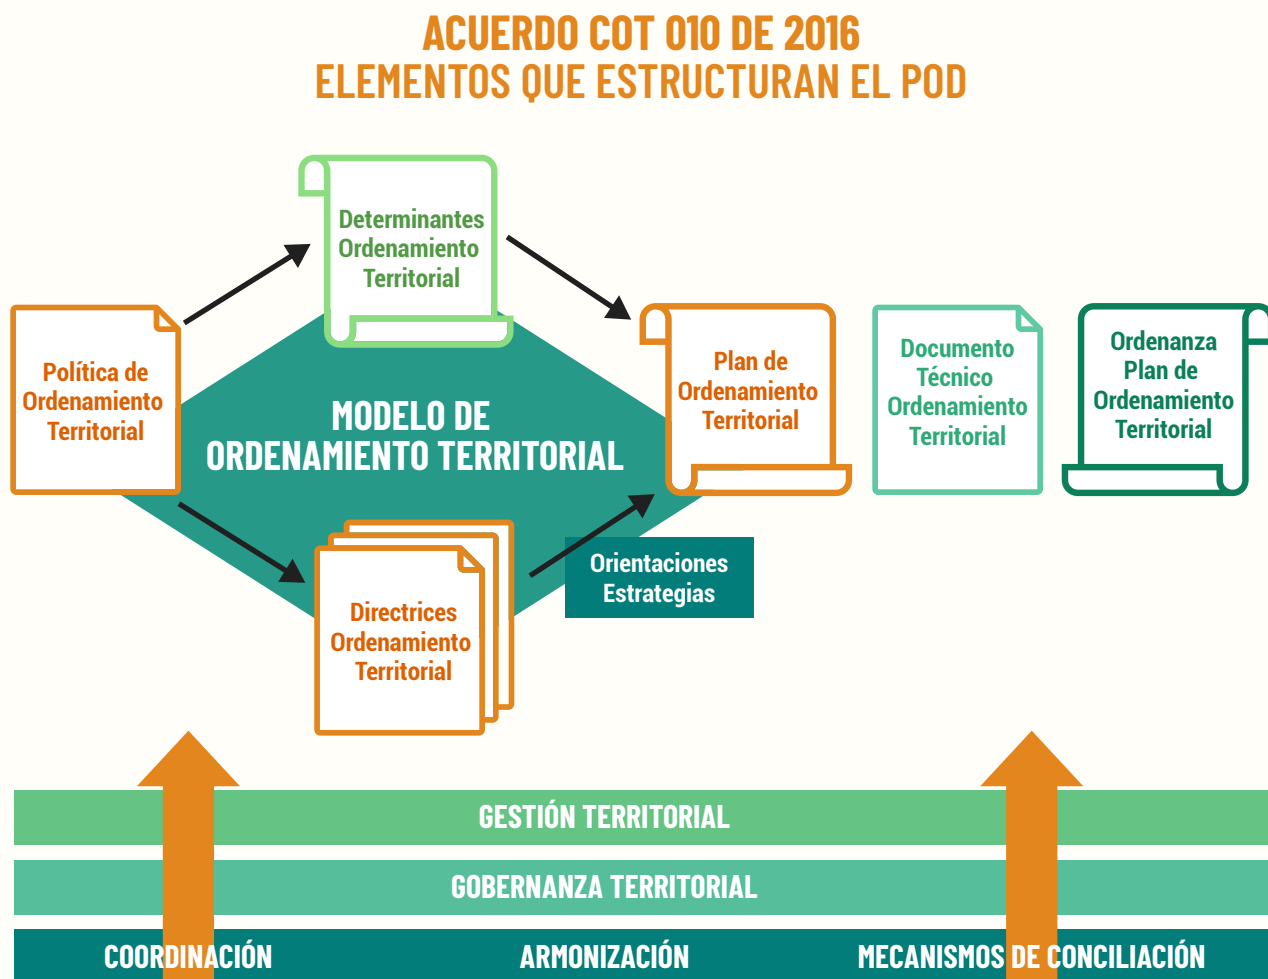 ACUERDO COT 010 DE 2016
ELEMENTOS QUE ESTRUCTURAN EL POD
Determinantes
Ordenamiento
Territorial
Política de
Ordenamiento
Territorial
MODELO DE
ORDENAMIENTO TERRITORIAL
Plan de
Ordenamiento
Territorial
Documento
Técnico
Ordenamiento
Territorial
Ordenanza
Plan de
Ordenamiento
Territorial
Orientaciones
Estrategias
Directrices
Ordenamiento
Territorial
GESTIÓN TERRITORIAL
GOBERNANZA TERRITORIAL
COORDINACIÓN
ARMONIZACIÓN
MECANISMOS DE CONCILIACIÓN